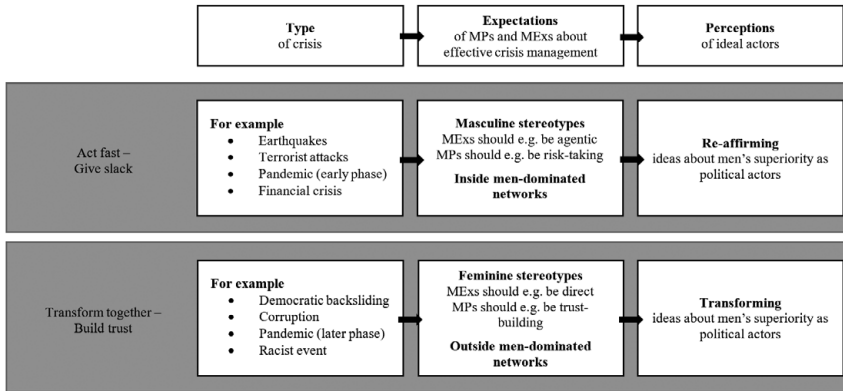 Type
of crisis
Expectations
of MPs and MExs about
effective crisis management
Perceptions
of ideal actors
Act fast –
Give slack
For example
• Earthquakes
• Terrorist attacks
• Pandemic (early phase)
• Financial crisis
Masculine stereotypes
MExs should e.g. be agentic
MPs should e.g. be risk-taking
Inside men-dominated
networks
Re-affirming
ideas about men’s superiority as
political actors
Transform together –
Build trust
For example
• Democratic backsliding
• Corruption
• Pandemic (later phase)
• Racist event
Feminine stereotypes
MExs should e.g. be direct
MPs should e.g. be trust-
building
Outside men-dominated
networks
Transforming
ideas about men’s superiority as
political actors